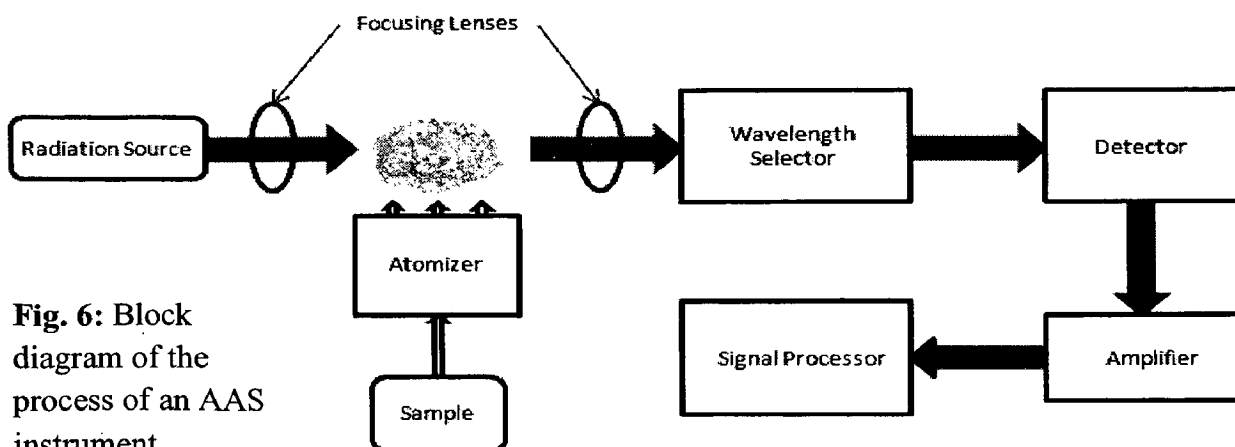 Focusing Lenses
Radiation Source
Wavelength
Selector
Detector
Atomizer
Fig. 6: Block
diagram of the
process of an AAS
instrument
Signal Processor
Amplifier
Sample